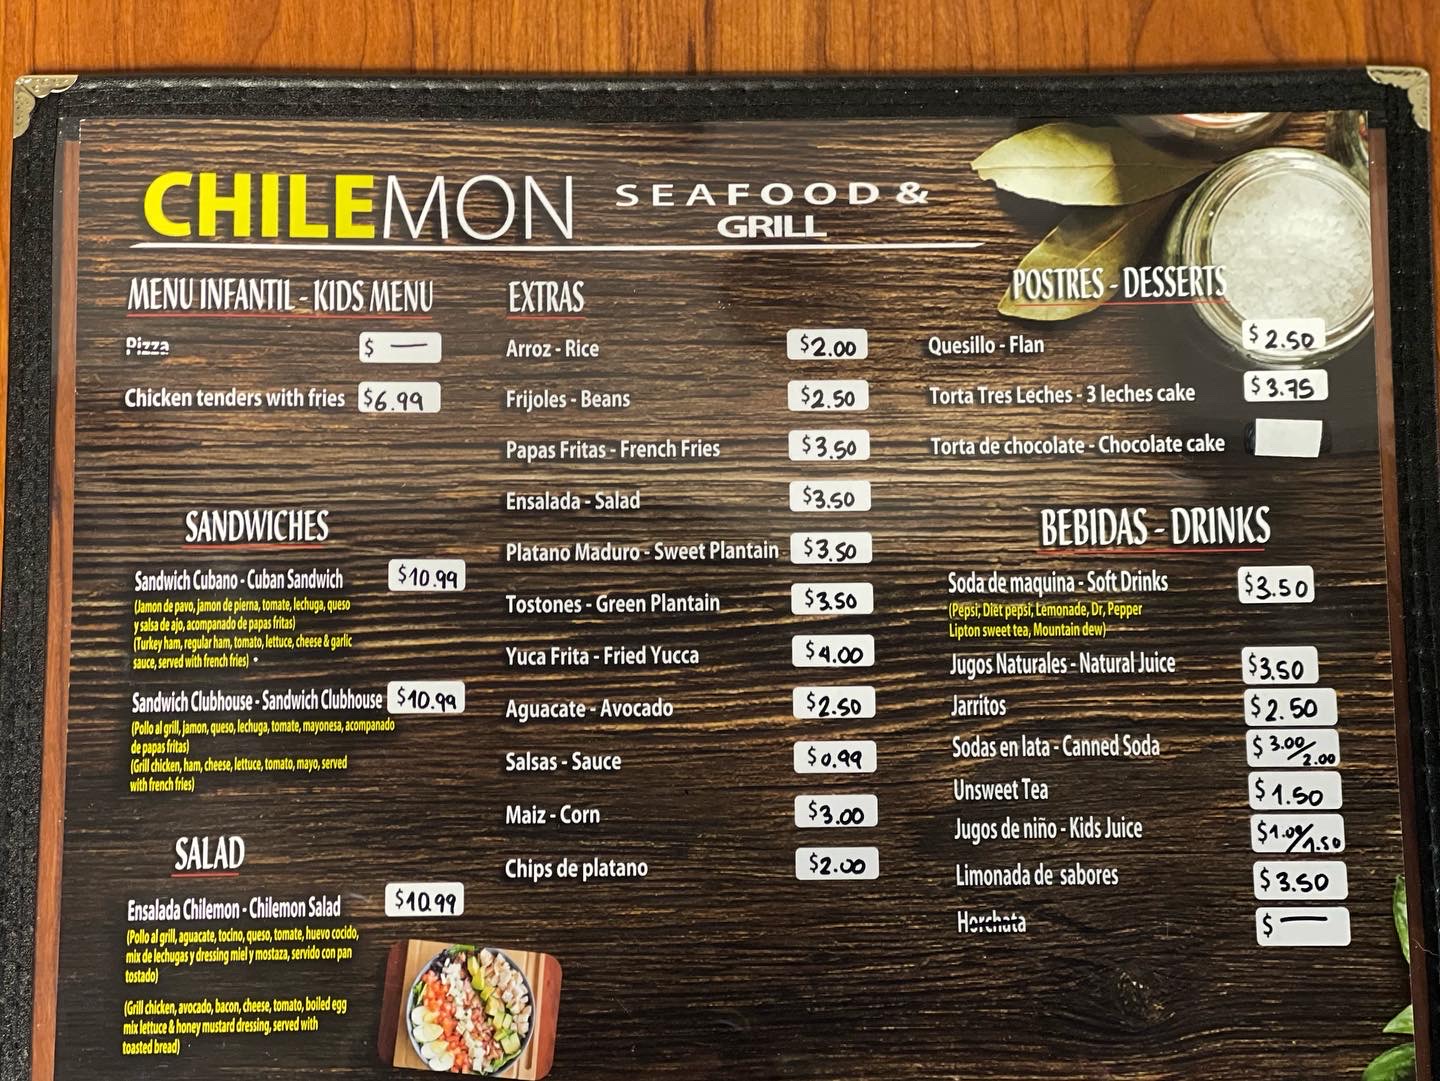 CHILEMON SEAFOOD &
GRILL
MENU INFANTIL - KIDS MENU
Pizza $ —
Chicken tenders with fries $6.99
SANDWICHES
Sandwich Cubano - Cuban Sandwich $10.99
(Jamon de pavo, jamon de pierna, tomate, lechuga, queso
y salsa de ajo, acompanado de papas fritas)
(Turkey ham, regular ham, tomato, lettuce, cheese & garlic
sauce, served with french fries)
Sandwich Clubhouse - Sandwich Clubhouse $10.99
(Pollo al grill, jamon, queso, lechuga, tomate, mayonesa, acompanado
de papas fritas)
(Grill chicken, ham, cheese, lettuce, tomato, mayo, served
with french fries)
SALAD
Ensalada Chilemon - Chilemon Salad $10.99
(Pollo al grill, aguacate, tocino, queso, tomate, huevo cocido,
mix de lechugas y dressing miel y mostaza, servido con pan
tostado)
(Grill chicken, avocado, bacon, cheese, tomato, boiled egg
mix lettuce & honey mustard dressing, served with
toasted bread)
EXTRAS
Arroz - Rice $2.00
Frijoles - Beans $2.50
Papas Fritas - French Fries $3.50
Ensalada - Salad $3.50
Platano Maduro - Sweet Plantain $3.50
Tostones - Green Plantain $3.50
Yuca Frita - Fried Yucca $4.00
Aguacate - Avocado $2.50
Salsas - Sauce $0.99
Maiz - Corn $3.00
Chips de platano $2.00
POSTRES - DESSERTS
Quesillo - Flan $2.50
Torta Tres Leches - 3 leches cake $3.75
Torta de chocolate - Chocolate cake
BEBIDAS - DRINKS
Soda de maquina - Soft Drinks $3.50
(Pepsi, Diet pepsi, Lemonade, Dr, Pepper
Lipton sweet tea, Mountain dew)
Jugos Naturales - Natural Juice $3.50
Jarritos $2.50
Sodas en lata - Canned Soda $3.00/2.00
Unsweet Tea $1.50
Jugos de niño - Kids Juice $1.00/1.50
Limonada de sabores $3.50
Horchata $ —